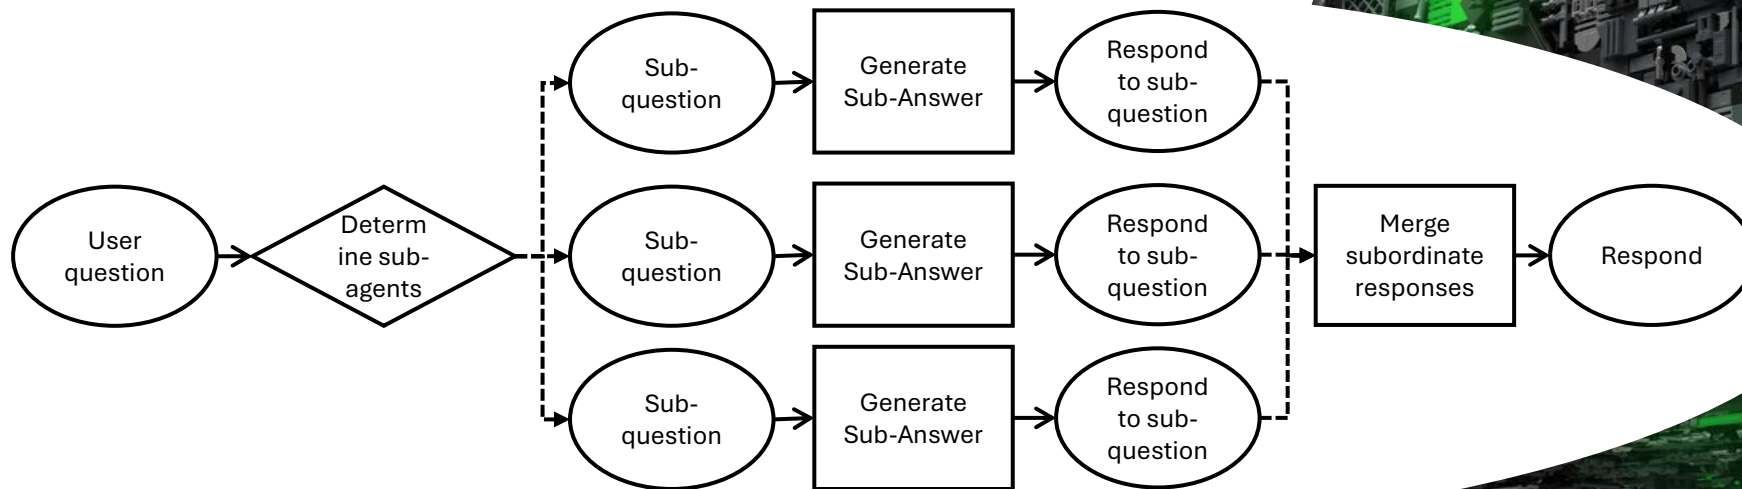 User
question
Determ
ine sub-
agents
Sub-
question
Generate
Sub-Answer
Respond
to sub-
question
Sub-
question
Generate
Sub-Answer
Respond
to sub-
question
Sub-
question
Generate
Sub-Answer
Respond
to sub-
question
Merge
subordinate
responses
Respond